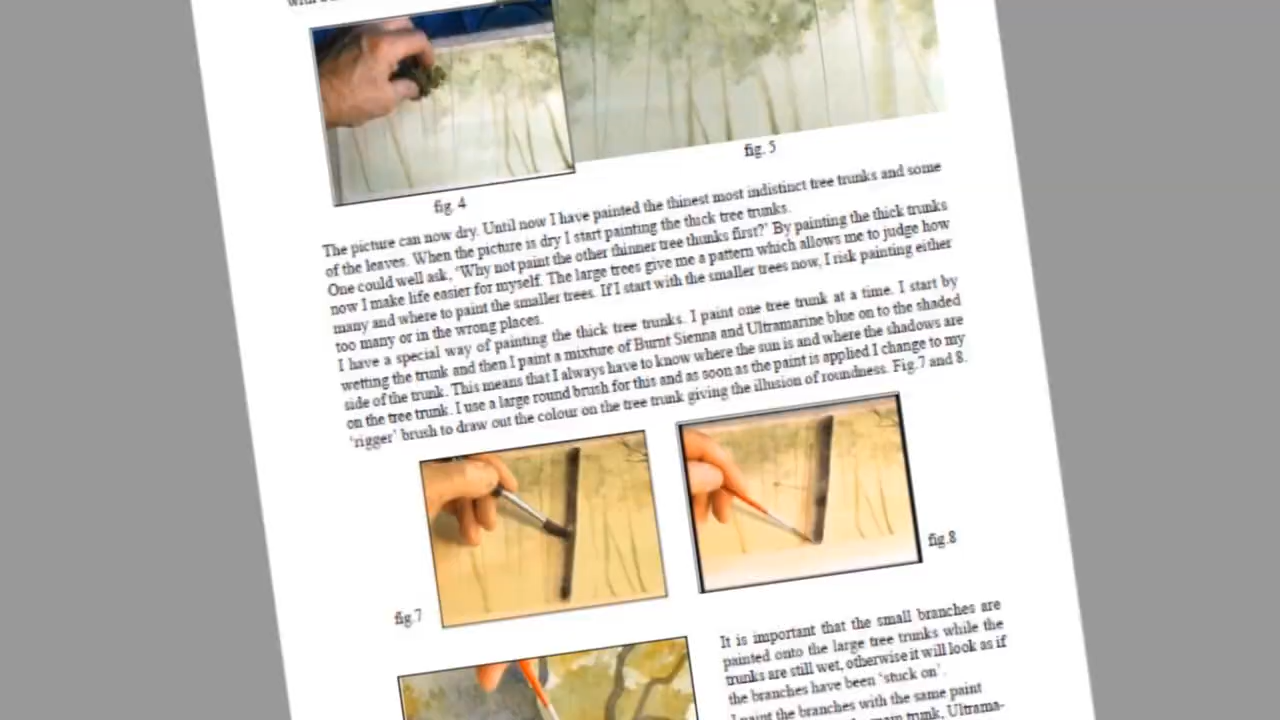 fig. 5
fig. 4
The picture can now dry. Until now I have painted the thinest most indistinct tree trunks and some
of the leaves. When the picture is dry I start painting the thick tree trunks.
One could well ask, 'Why not paint the other thinner tree thunks first?' By painting the thick trunks
now I make life easier for myself. The large trees give me a pattern which allows me to judge how
many and where to paint the smaller trees. If I start with the smaller trees now, I risk painting either
too many or in the wrong places.
I have a special way of painting the thick tree trunks. I paint one tree trunk at a time. I start by
wetting the trunk and then I paint a mixture of Burnt Sienna and Ultramarine blue on to the shaded
side of the trunk. This means that I always have to know where the sun is and where the shadows are
on the tree trunk. I use a large round brush for this and as soon as the paint is applied I change to my
'rigger' brush to draw out the colour on the tree trunk giving the illusion of roundness. Fig.7 and 8.
fig.8
fig.7
It is important that the small branches are
painted onto the large tree trunks while the
trunks are still wet, otherwise it will look as if
the branches have been 'stuck on'.
I paint the branches with the same paint
trunk, Ultrama-